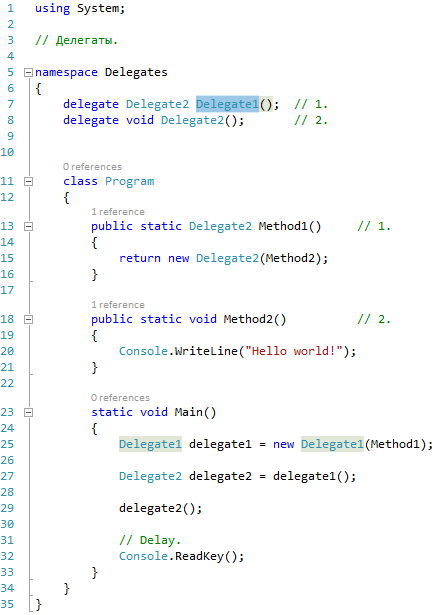 1 using System;
2
3 // Делегаты.
4
5 namespace Delegates
6 {
7 delegate Delegate2 Delegate1(); // 1.
8 delegate void Delegate2(); // 2.
9
10
0 references
11 class Program
12 {
1 reference
13 public static Delegate2 Method1() // 1.
14 {
15 return new Delegate2(Method2);
16 }
17
1 reference
18 public static void Method2() // 2.
19 {
20 Console.WriteLine("Hello world!");
21 }
22
0 references
23 static void Main()
24 {
25 Delegate1 delegate1 = new Delegate1(Method1);
26
27 Delegate2 delegate2 = delegate1();
28
29 delegate2();
30
31 // Delay.
32 Console.ReadKey();
33 }
34 }
35 }